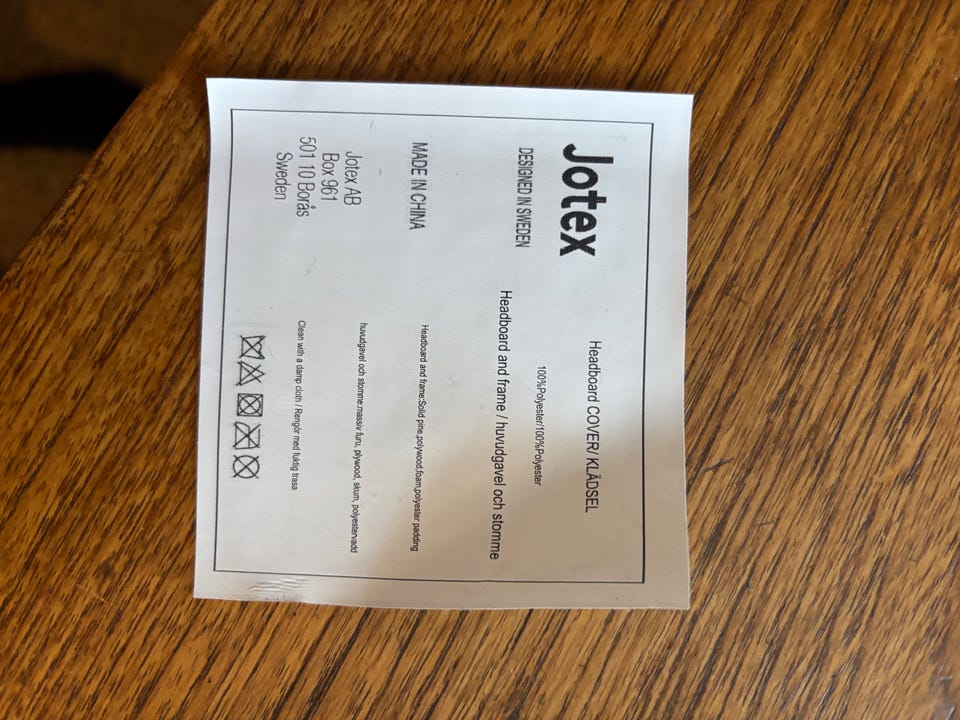 Jotex
DESIGNED IN SWEDEN
MADE IN CHINA
Jotex AB
Box 961
501 10 Borås
Sweden
Headboard COVER/ KLÄDSEL
100%Polyester/100%Polyester
Headboard and frame / huvudgavel och stomme
Headboard and frame:Solid pine,polywood,foam,polyester padding
huvudgavel och stomme:massiv furu, plywood, skum, polyestervadd
Clean with a damp cloth / Rengör med fuktig trasa